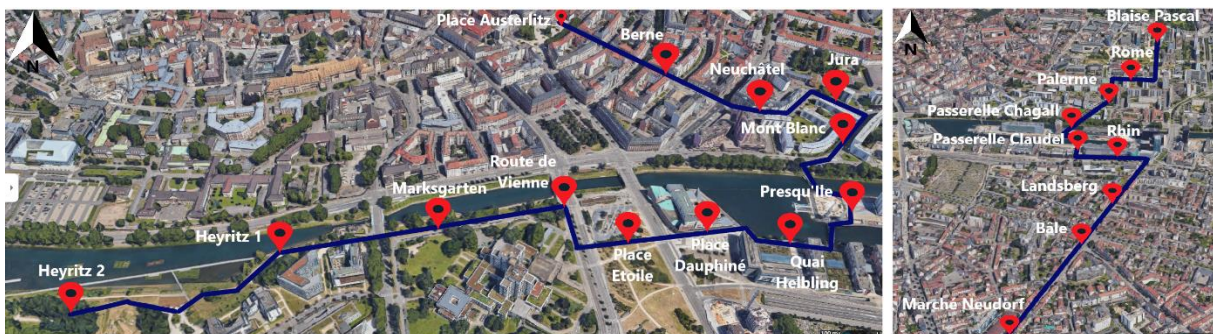 Place Austerlitz
Berne
Neuchâtel
Jura
Mont Blanc
Route de
Vienne
Marksgarten
Presqu'Ile
Heyritz 1
Heyritz 2
Place
Etoile
Place
Dauphiné
Quai
Helbling
N
Blaise Pascal
Rome
Palerme
Passerelle Chagall
Passerelle Claudel
Rhin
Landsberg
Bâle
Marché Neudorf
N